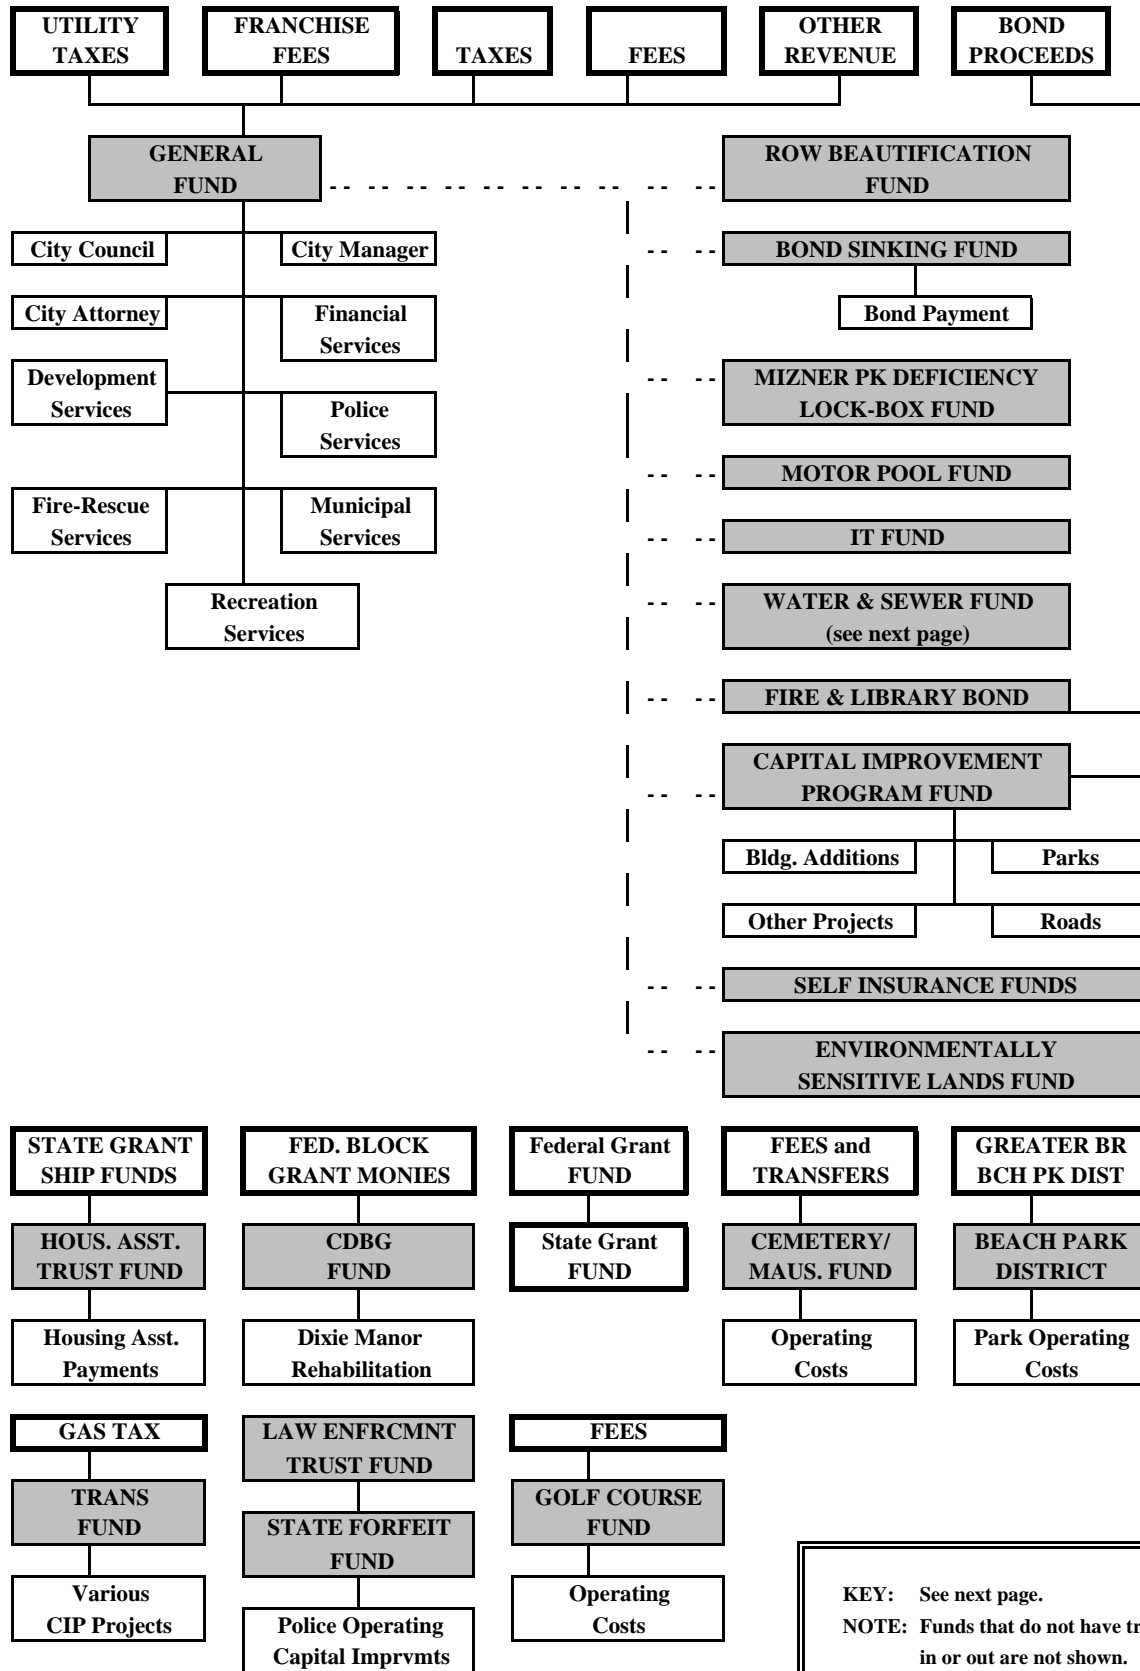 UTILITY
TAXES
FRANCHISE
FEES
TAXES
FEES
OTHER
REVENUE
BOND
PROCEEDS
GENERAL
FUND
ROW BEAUTIFICATION
FUND
City Council
City Manager
BOND SINKING FUND
City Attorney
Financial
Services
Bond Payment
Development
Services
Police
Services
MIZNER PK DEFICIENCY
LOCK-BOX FUND
MOTOR POOL FUND
Fire-Rescue
Services
Municipal
Services
IT FUND
Recreation
Services
WATER & SEWER FUND
(see next page)
FIRE & LIBRARY BOND
CAPITAL IMPROVEMENT
PROGRAM FUND
Bldg. Additions
Parks
Other Projects
Roads
SELF INSURANCE FUNDS
ENVIRONMENTALLY
SENSITIVE LANDS FUND
STATE GRANT
SHIP FUNDS
FED. BLOCK
GRANT MONIES
Federal Grant
FUND
FEES and
TRANSFERS
GREATER BR
BCH PK DIST
HOUS. ASST.
TRUST FUND
CDBG
FUND
State Grant
FUND
CEMETERY/
MAUS. FUND
BEACH PARK
DISTRICT
Housing Asst.
Payments
Dixie Manor
Rehabilitation
Operating
Costs
Park Operating
Costs
GAS TAX
LAW ENFRCMNT
TRUST FUND
FEES
TRANS
FUND
STATE FORFEIT
FUND
GOLF COURSE
FUND
Various
CIP Projects
Police Operating
Capital Imprvmts
Operating
Costs
KEY: See next page.
NOTE: Funds that do not have tr
in or out are not shown.